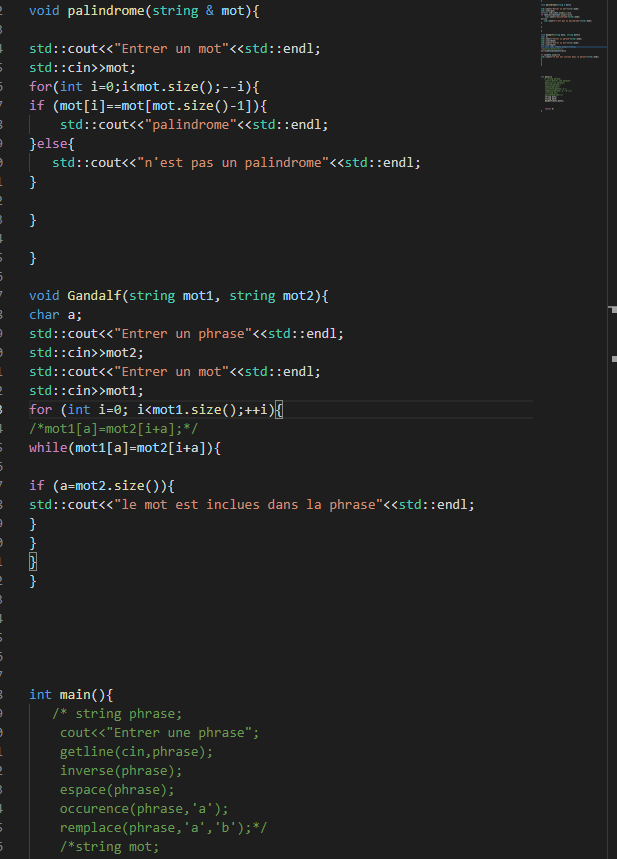 void palindrome(string & mot){
std::cout<<"Entrer un mot"<<std::endl;
std::cin>>mot;
for(int i=0;i<mot.size();--i){
if (mot[i]==mot[mot.size()-1]){
std::cout<<"palindrome"<<std::endl;
}else{
std::cout<<"n'est pas un palindrome"<<std::endl;
}
}
}
void Gandalf(string mot1, string mot2){
char a;
std::cout<<"Entrer un phrase"<<std::endl;
std::cin>>mot2;
std::cout<<"Entrer un mot"<<std::endl;
std::cin>>mot1;
for (int i=0; i<mot1.size();++i){
/*mot1[a]=mot2[i+a];*/
while(mot1[a]=mot2[i+a]){
if (a=mot2.size()){
std::cout<<"le mot est inclues dans la phrase"<<std::endl;
}
}
}
}
int main(){
/* string phrase;
cout<<"Entrer une phrase";
getline(cin,phrase);
inverse(phrase);
espace(phrase);
occurence(phrase,'a');
remplace(phrase,'a','b');*/
/*string mot;